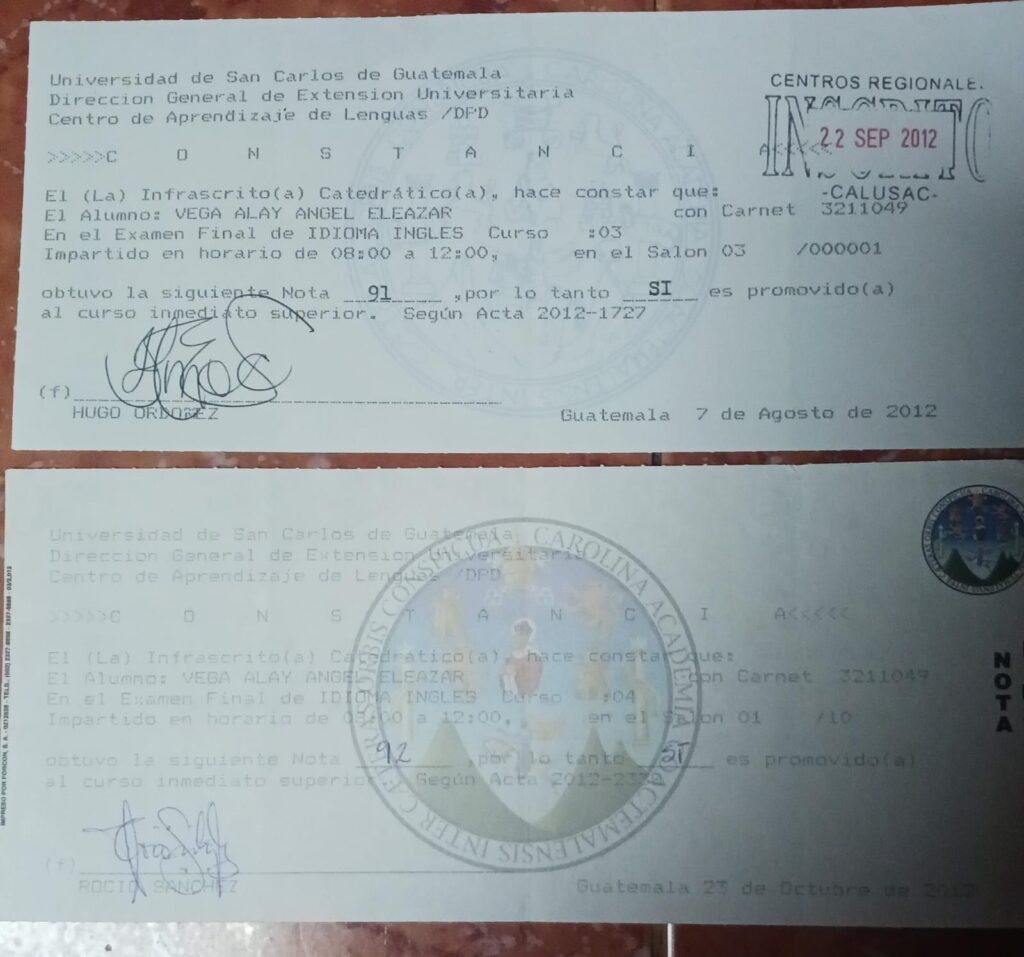 Universidad de San Carlos de Guatemala
Direccion General de Extension Universitaria
Centro de Aprendizaje de Lenguas /DPD
CENTROS REGIONALE.
22 SEP 2012
-CALUSAC-
>>>>>C O N S T A N C I A<<<<<
El (La) Infrascrito(a) Catedrático(a), hace constar que:
El Alumno: VEGA ALAY ANGEL ELEAZAR con Carnet 3211049
En el Examen Final de IDIOMA INGLES Curso :03
Impartido en horario de 08:00 a 12:00, en el Salon 03 /000001
obtuvo la siguiente Nota 91 ,por lo tanto SI es promovido(a)
al curso inmediato superior. Según Acta 2012-1727
(f)
HUGO ORDOÑEZ
Guatemala 7 de Agosto de 2012
Universidad de San Carlos de Guatemala
Direccion General de Extension Universitaria
Centro de Aprendizaje de Lenguas /DPD
>>>>>C O N S T A N C I A<<<<<
El (La) Infrascrito(a) Catedrático(a), hace constar que:
El Alumno: VEGA ALAY ANGEL ELEAZAR con Carnet 3211049
En el Examen Final de IDIOMA INGLES Curso :04
Impartido en horario de 08:00 a 12:00, en el Salon 01 /10
obtuvo la siguiente Nota 92 por lo tanto SI es promovido(a)
al curso inmediato superior. Según Acta
(f)
ROCIO SANCHEZ
Guatemala 23 de Octubre de 2012
NOTA
CAROLINA ACADEMIA COACTEMALENSIS INTER CETERAS ORBIS CONSPICUA